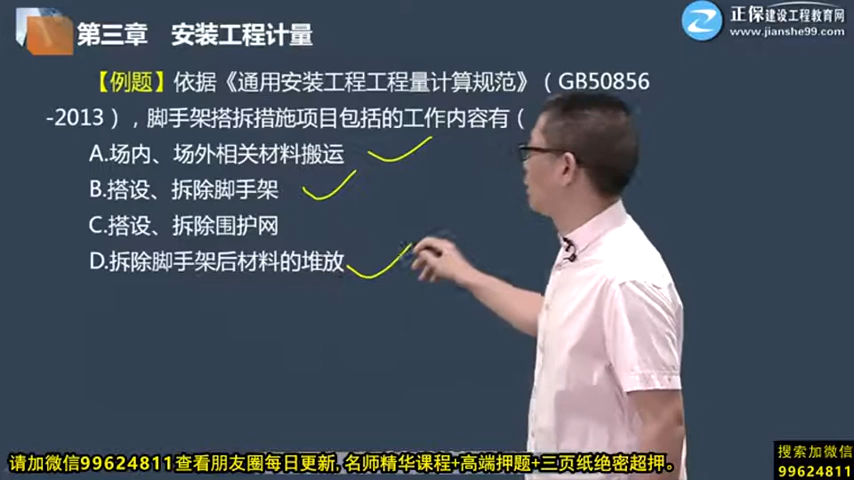 第三章 安装工程计量
正保建设工程教育网
www.jianshe99.com
【例题】依据《通用安装工程工程量计算规范》（GB50856
-2013），脚手架搭拆措施项目包括的工作内容有（
A.场内、场外相关材料搬运
B.搭设、拆除脚手架
C.搭设、拆除围护网
D.拆除脚手架后材料的堆放
请加微信99624811查看朋友圈每日更新,名师精华课程+高端押题+三页纸绝密超押。
搜索加微信
99624811